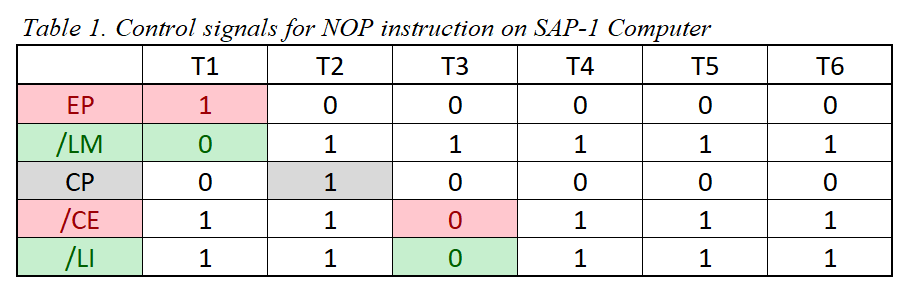 Table 1. Control signals for NOP instruction on SAP-1 Computer
T1 T2 T3 T4 T5 T6
EP 1 0 0 0 0 0
/LM 0 1 1 1 1 1
CP 0 1 0 0 0 0
/CE 1 1 0 1 1 1
/LI 1 1 0 1 1 1